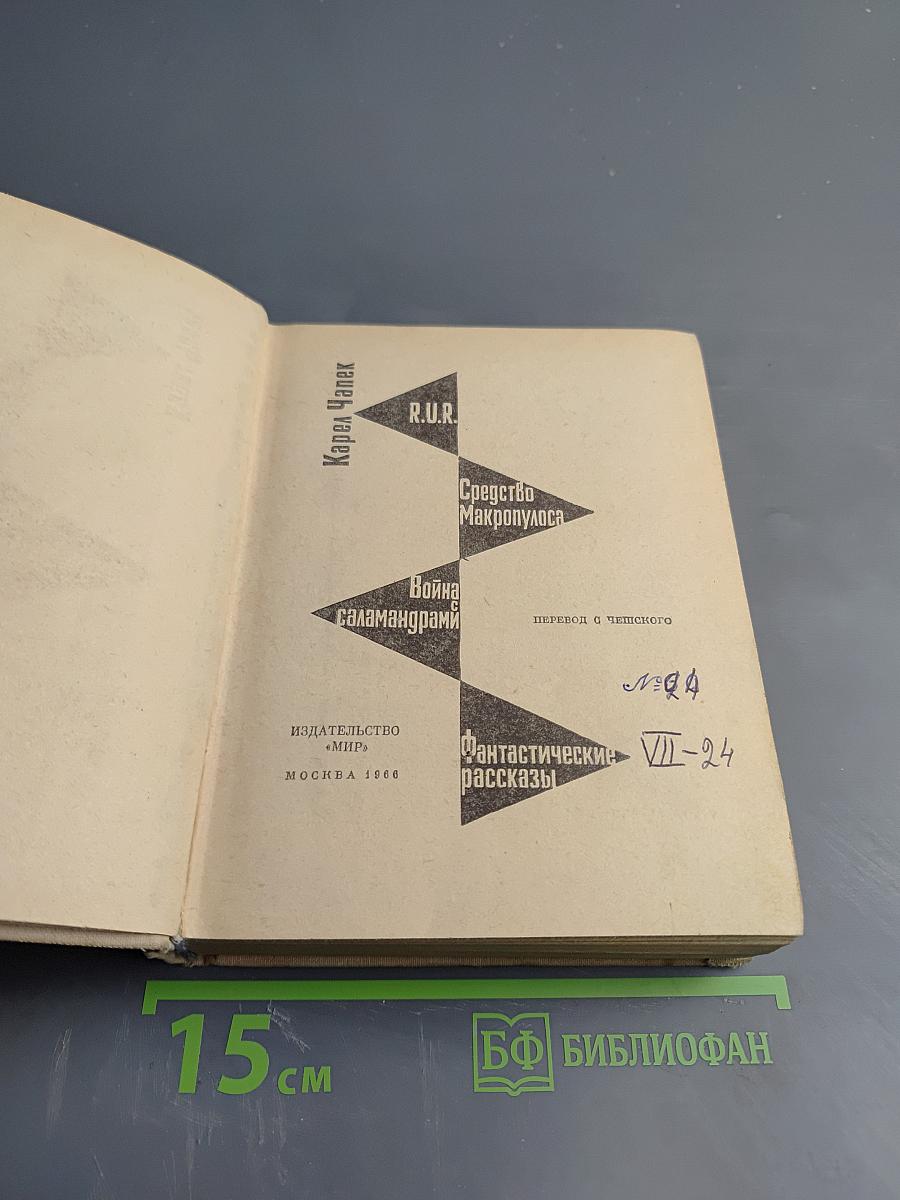 Карел Чапек
R.U.R.
Средство
Макропулоса
Война
с
саламандрами
ПЕРЕВОД С ЧЕШСКОГО
№
Фантастические
рассказы
VII-24
ИЗДАТЕЛЬСТВО
«МИР»
МОСКВА 1966
15 см
БФ БИБЛИОФАН